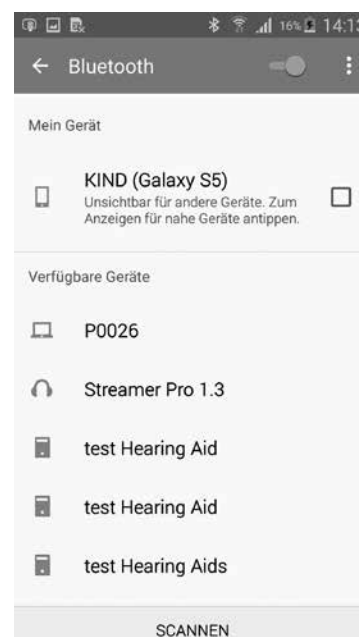 16% 14:13
Bluetooth
Mein Gerät
KIND (Galaxy S5)
Unsichtbar für andere Geräte. Zum
Anzeigen für nahe Geräte antippen.
Verfügbare Geräte
P0026
Streamer Pro 1.3
test Hearing Aid
test Hearing Aid
test Hearing Aids
SCANNEN